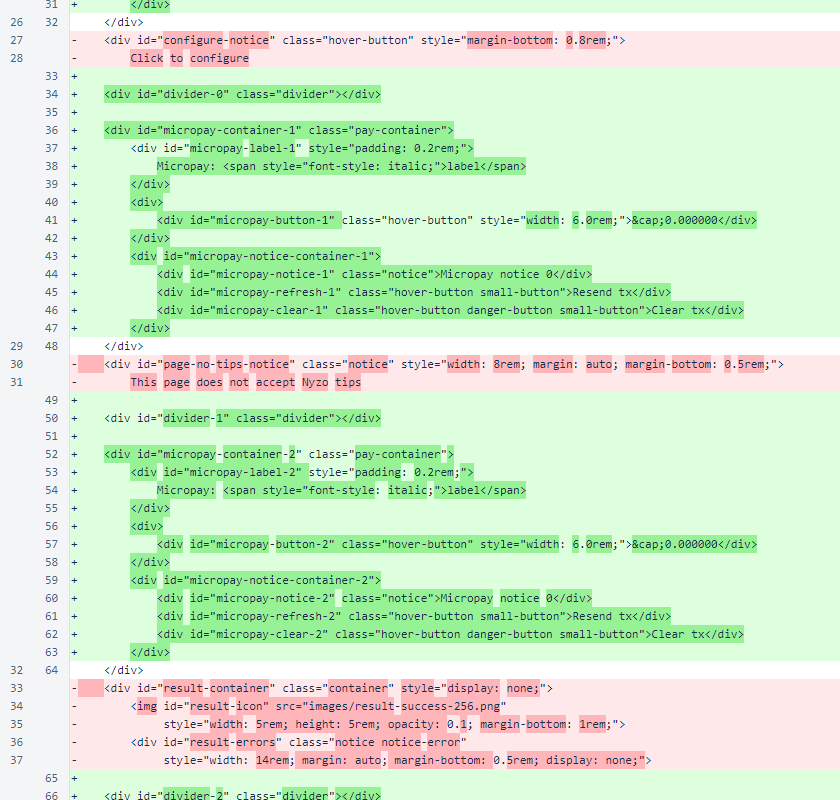 31 + </div>
26 32 </div>
27 - <div id="configure-notice" class="hover-button" style="margin-bottom: 0.8rem;">
28 - Click to configure
33 +
34 + <div id="divider-0" class="divider"></div>
35 +
36 + <div id="micropay-container-1" class="pay-container">
37 + <div id="micropay-label-1" style="padding: 0.2rem;">
38 + Micropay: <span style="font-style: italic;">label</span>
39 + </div>
40 + <div>
41 + <div id="micropay-button-1" class="hover-button" style="width: 6.0rem;">&cap;0.000000</div>
42 + </div>
43 + <div id="micropay-notice-container-1">
44 + <div id="micropay-notice-1" class="notice">Micropay notice 0</div>
45 + <div id="micropay-refresh-1" class="hover-button small-button">Resend tx</div>
46 + <div id="micropay-clear-1" class="hover-button danger-button small-button">Clear tx</div>
47 + </div>
29 48 </div>
30 - <div id="page-no-tips-notice" class="notice" style="width: 8rem; margin: auto; margin-bottom: 0.5rem;">
31 - This page does not accept Nyzo tips
49 +
50 + <div id="divider-1" class="divider"></div>
51 +
52 + <div id="micropay-container-2" class="pay-container">
53 + <div id="micropay-label-2" style="padding: 0.2rem;">
54 + Micropay: <span style="font-style: italic;">label</span>
55 + </div>
56 + <div>
57 + <div id="micropay-button-2" class="hover-button" style="width: 6.0rem;">&cap;0.000000</div>
58 + </div>
59 + <div id="micropay-notice-container-2">
60 + <div id="micropay-notice-2" class="notice">Micropay notice 0</div>
61 + <div id="micropay-refresh-2" class="hover-button small-button">Resend tx</div>
62 + <div id="micropay-clear-2" class="hover-button danger-button small-button">Clear tx</div>
63 + </div>
32 64 </div>
33 - <div id="result-container" class="container" style="display: none;">
34 - <img id="result-icon" src="images/result-success-256.png"
35 - style="width: 5rem; height: 5rem; opacity: 0.1; margin-bottom: 1rem;">
36 - <div id="result-errors" class="notice notice-error"
37 - style="width: 14rem; margin: auto; margin-bottom: 0.5rem; display: none;">
65 +
66 + <div id="divider-2" class="divider"></div>